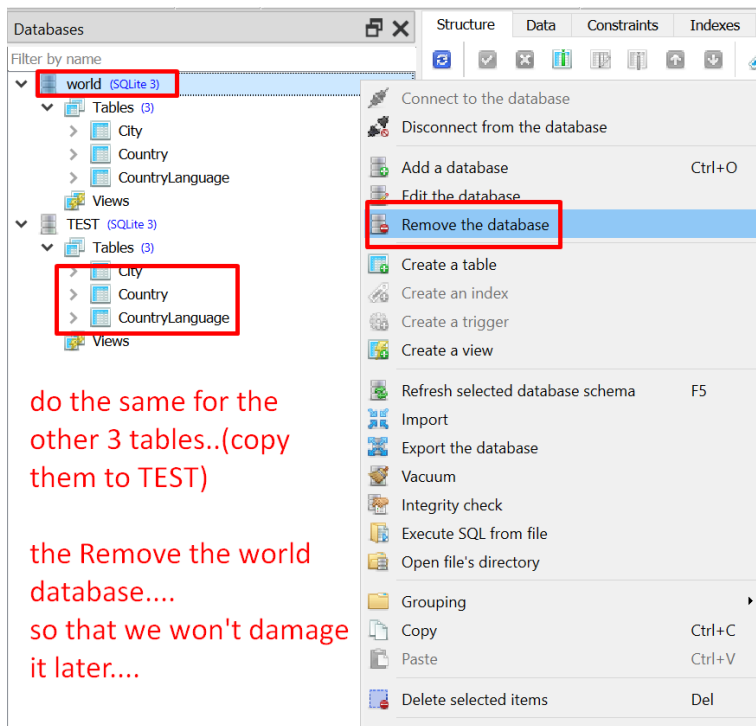 Databases
Filter by name
world (SQLite 3)
Tables (3)
City
Country
CountryLanguage
Views
TEST (SQLite 3)
Tables (3)
City
Country
CountryLanguage
Views
do the same for the
other 3 tables..(copy
them to TEST)
the Remove the world
database....
so that we won't damage
it later....
Structure Data Constraints Indexes
Connect to the database
Disconnect from the database
Add a database Ctrl+O
Edit the database
Remove the database
Create a table
Create an index
Create a trigger
Create a view
Refresh selected database schema F5
Import
Export the database
Vacuum
Integrity check
Execute SQL from file
Open file's directory
Grouping
Copy Ctrl+C
Paste Ctrl+V
Delete selected items Del